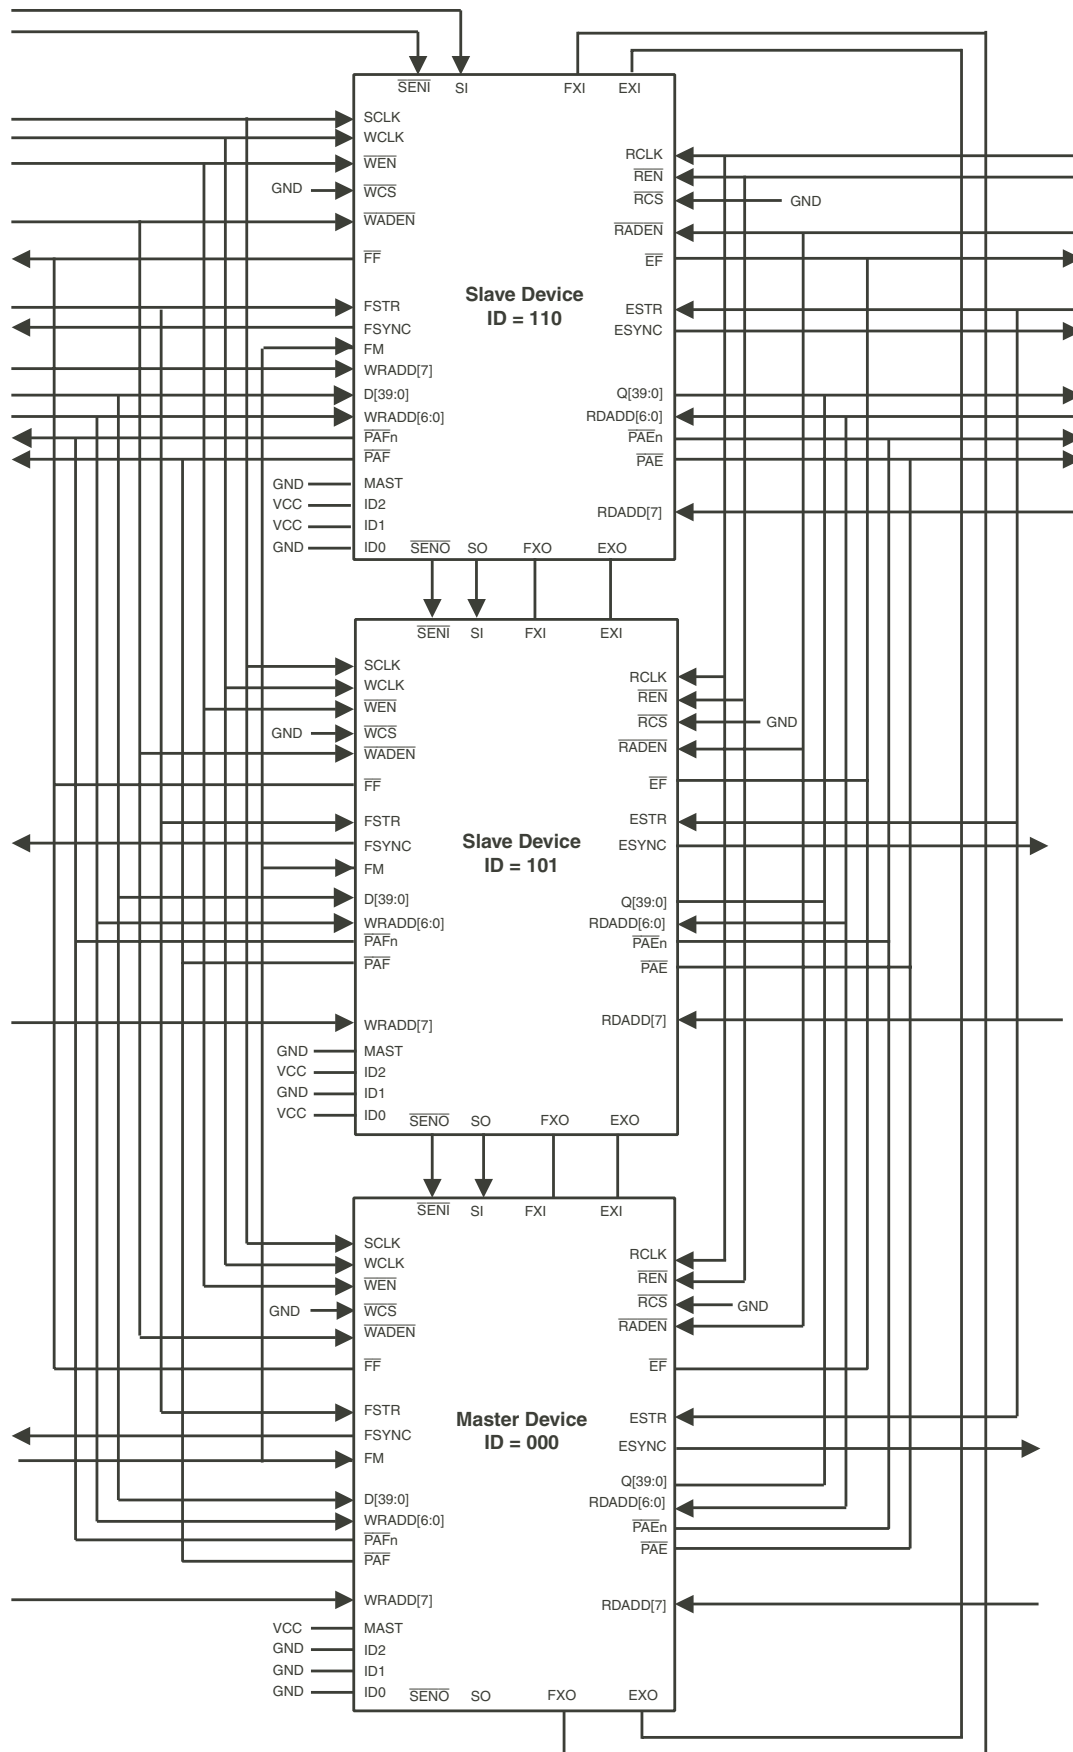 SENI SI FXI EXI
SCLK
WCLK
WEN
GND WCS
WADEN
FF
FSTR
FSYNC
FM
WRADD[7]
D[39:0]
WRADD[6:0]
PAFn
PAF
GND MAST
VCC ID2
VCC ID1
GND ID0
Slave Device
ID = 110
RCLK
REN
RCS GND
RADEN
EF
ESTR
ESYNC
Q[39:0]
RDADD[6:0]
PAEn
PAE
RDADD[7]
SENO SO FXO EXO
SENI SI FXI EXI
SCLK
WCLK
WEN
GND WCS
WADEN
FF
FSTR
FSYNC
FM
D[39:0]
WRADD[6:0]
PAFn
PAF
WRADD[7]
GND MAST
VCC ID2
GND ID1
VCC ID0
Slave Device
ID = 101
RCLK
REN
RCS GND
RADEN
EF
ESTR
ESYNC
Q[39:0]
RDADD[6:0]
PAEn
PAE
RDADD[7]
SENO SO FXO EXO
SENI SI FXI EXI
SCLK
WCLK
WEN
GND WCS
WADEN
FF
FSTR
FSYNC
FM
D[39:0]
WRADD[6:0]
PAFn
PAF
WRADD[7]
VCC MAST
GND ID2
GND ID1
GND ID0
Master Device
ID = 000
RCLK
REN
RCS GND
RADEN
EF
ESTR
ESYNC
Q[39:0]
RDADD[6:0]
PAEn
PAE
RDADD[7]
SENO SO FXO EXO